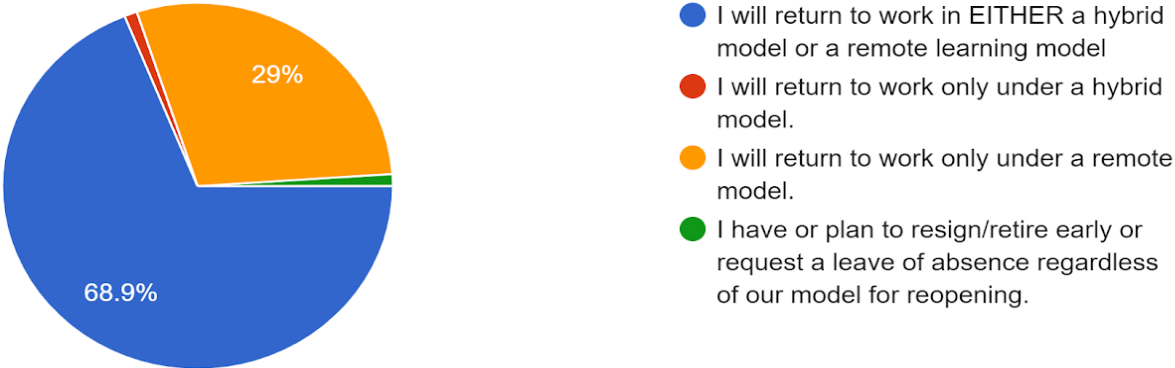 29%
68.9%
I will return to work in EITHER a hybrid
model or a remote learning model
I will return to work only under a hybrid
model.
I will return to work only under a remote
model.
I have or plan to resign/retire early or
request a leave of absence regardless
of our model for reopening.